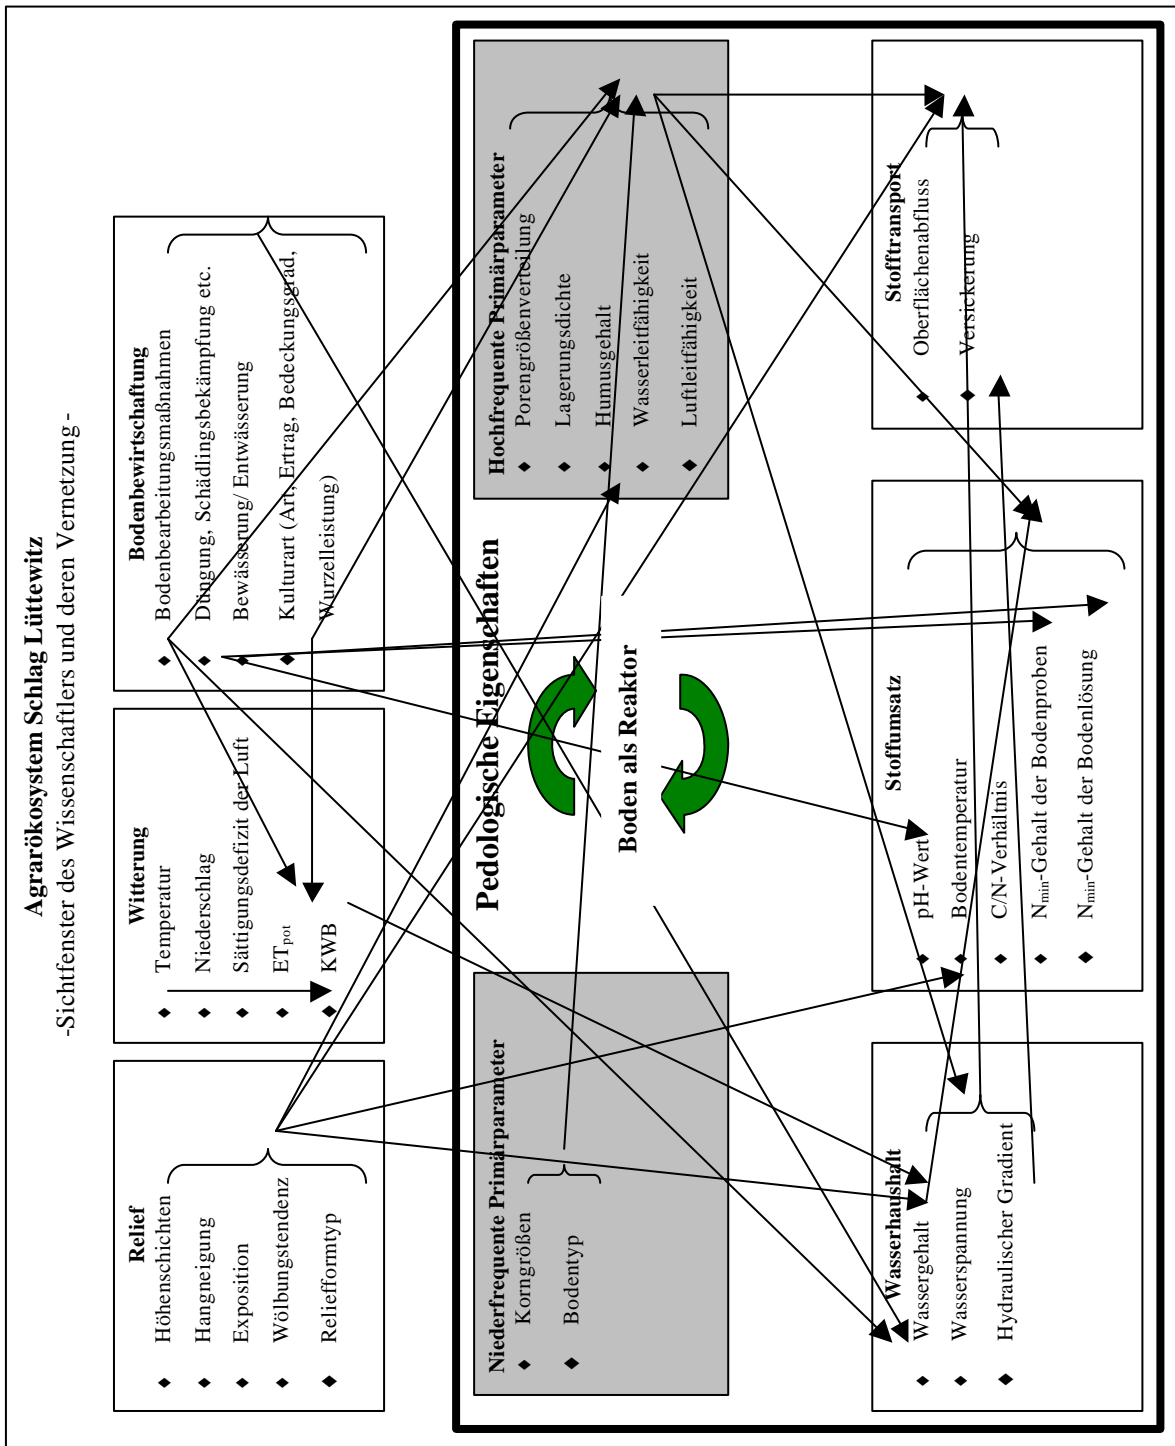 Agrarökosystem Schlag Lüttewitz
-Sichtfenster des Wissenschaftlers und deren Vernetzung -
Relief
Höhenschichten
Hangneigung
Exposition
Wölbungstendenz
Reliefformtyp
Witterung
Temperatur
Niederschlag
Sättigungsdefizit der Luft
ETpot
KWB
Bodenbewirtschaftung
Bodenbearbeitungsmaßnahmen
Düngung, Schädlingsbekämpfung etc.
Bewässerung/ Entwässerung
Kulturart (Art, Ertrag, Bedeckungsgrad,
Wurzelleistung)
Pedologische Eigenschaften
Niederfrequente Primärparameter
Korngrößen
Bodentyp
Boden als Reaktor
Hochfrequente Primärparameter
Porengrößenverteilung
Lagerungsdichte
Humusgehalt
Wasserleitfähigkeit
Luftleitfähigkeit
Wasserhaushalt
Wassergehalt
Wasserspannung
Hydraulischer Gradient
Stoffumsatz
pH-Wert
Bodentemperatur
C/N-Verhältnis
Nmin-Gehalt der Bodenproben
Nmin-Gehalt der Bodenlösung
Stofftransport
Oberflächenabfluss
Versickerung